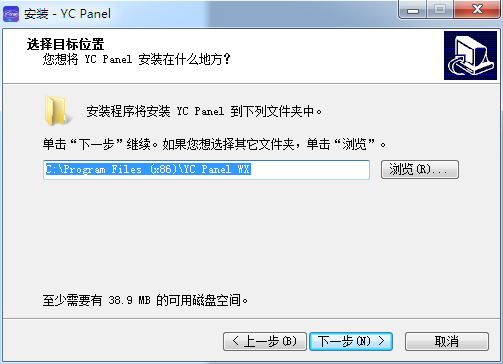 安装 - YC Panel
选择目标位置
您想将 YC Panel 安装在什么地方？
安装程序将安装 YC Panel 到下列文件夹中。
单击“下一步”继续。如果您想选择其它文件夹，单击“浏览”。
C:\Program Files (x86)\YC Panel WX
浏览(R)...
至少需要有 38.9 MB 的可用磁盘空间。
< 上一步(B)
下一步(N) >
取消